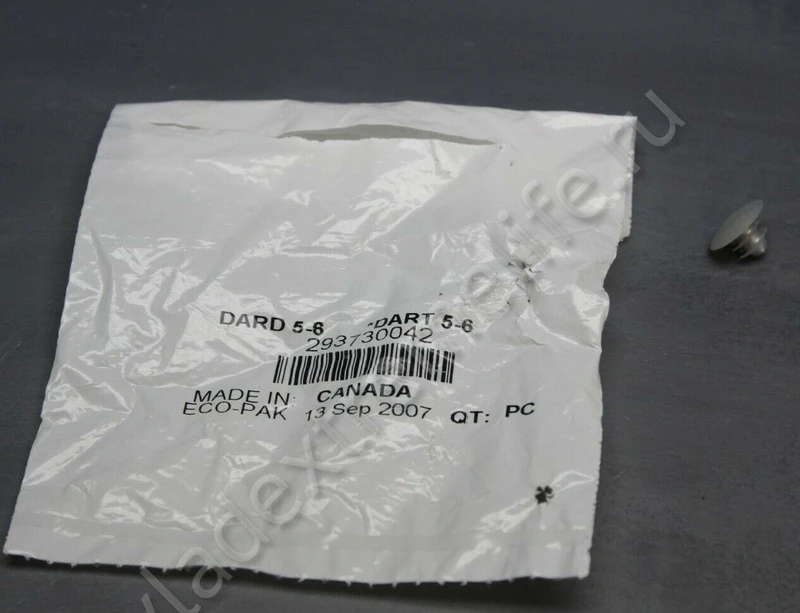 DARD 5-6 -DART 5-6
293730042
MADE IN: CANADA
ECO-PAK 13 Sep 2007 QT: PC